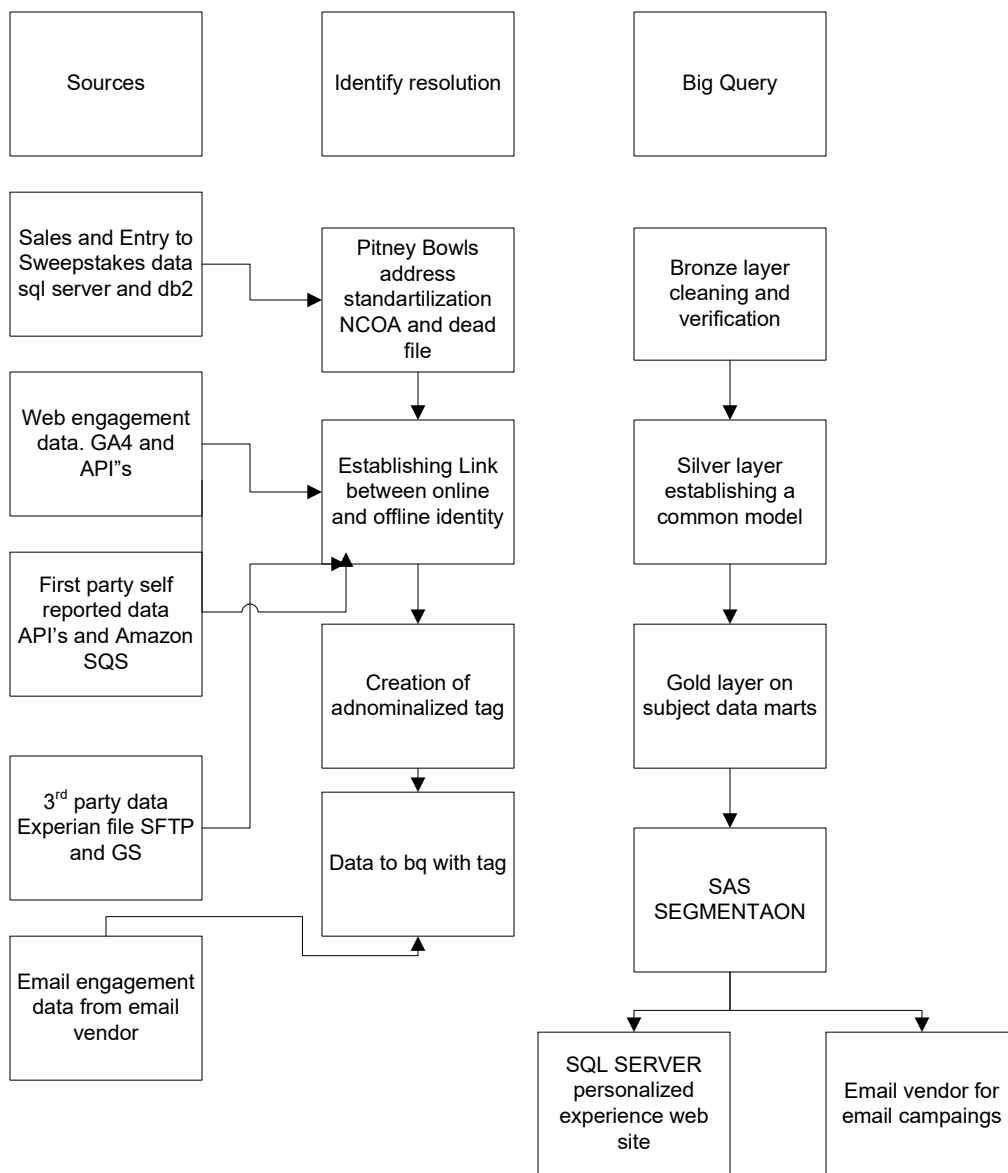 Sources
Identify resolution
Big Query
Sales and Entry to
Sweepstakes data
sql server and db2
Pitney Bowls
address
standartilization
NCOA and dead
file
Bronze layer
cleaning and
verification
Web engagement
data. GA4 and
API”s
Establishing Link
between online
and offline identity
Silver layer
establishing a
common model
First party self
reported data
API’s and Amazon
SQS
Creation of
adnominalized tag
Gold layer on
subject data marts
3rd party data
Experian file SFTP
and GS
Data to bq with tag
SAS
SEGMENTAON
Email engagement
data from email
vendor
SQL SERVER
personalized
experience web
site
Email vendor for
email campaings